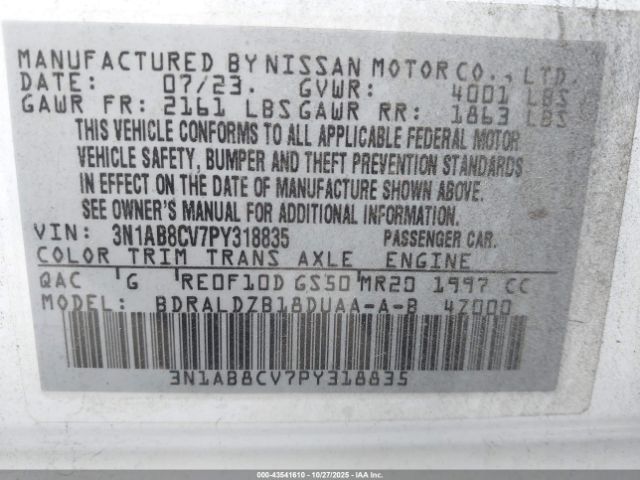 MANUFACTURED BY NISSAN MOTOR CO., LTD.
DATE: 07/23. GVWR: 4001 LBS
GAWR FR: 2161 LBS GAWR RR: 1863 LBS
THIS VEHICLE CONFORMS TO ALL APPLICABLE FEDERAL MOTOR
VEHICLE SAFETY, BUMPER AND THEFT PREVENTION STANDARDS
IN EFFECT ON THE DATE OF MANUFACTURE SHOWN ABOVE.
SEE OWNER'S MANUAL FOR ADDITIONAL INFORMATION.
VIN: 3N1AB8CV7PY318835 PASSENGER CAR.
COLOR TRIM TRANS AXLE ENGINE
QAC G RE0F10D GS50 MR20 1997 CC
MODEL: BDRALDZB18DUAA-A-B 4Z000
3N1AB8CV7PY318835
000-43541610 | 10/27/2025 | IAAI.com